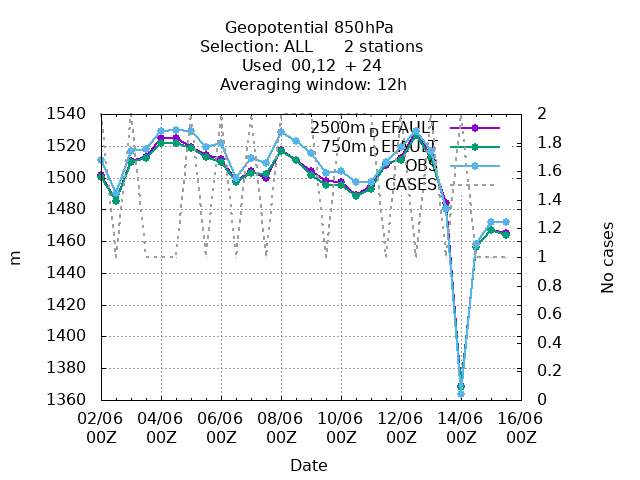 Geopotential 850hPa
Selection: ALL 2 stations
Used 00,12 + 24
Averaging window: 12h
1540
1520
1500
1480
1460
1440
1420
1400
1380
1360
m
2
1.8
1.6
1.4
1.2
1
0.8
0.6
0.4
0.2
0
No cases
2500m DEFAULT
750m DEFAULT
OBS
CASES
02/06 04/06 06/06 08/06 10/06 12/06 14/06 16/06
00Z 00Z 00Z 00Z 00Z 00Z 00Z 00Z
Date